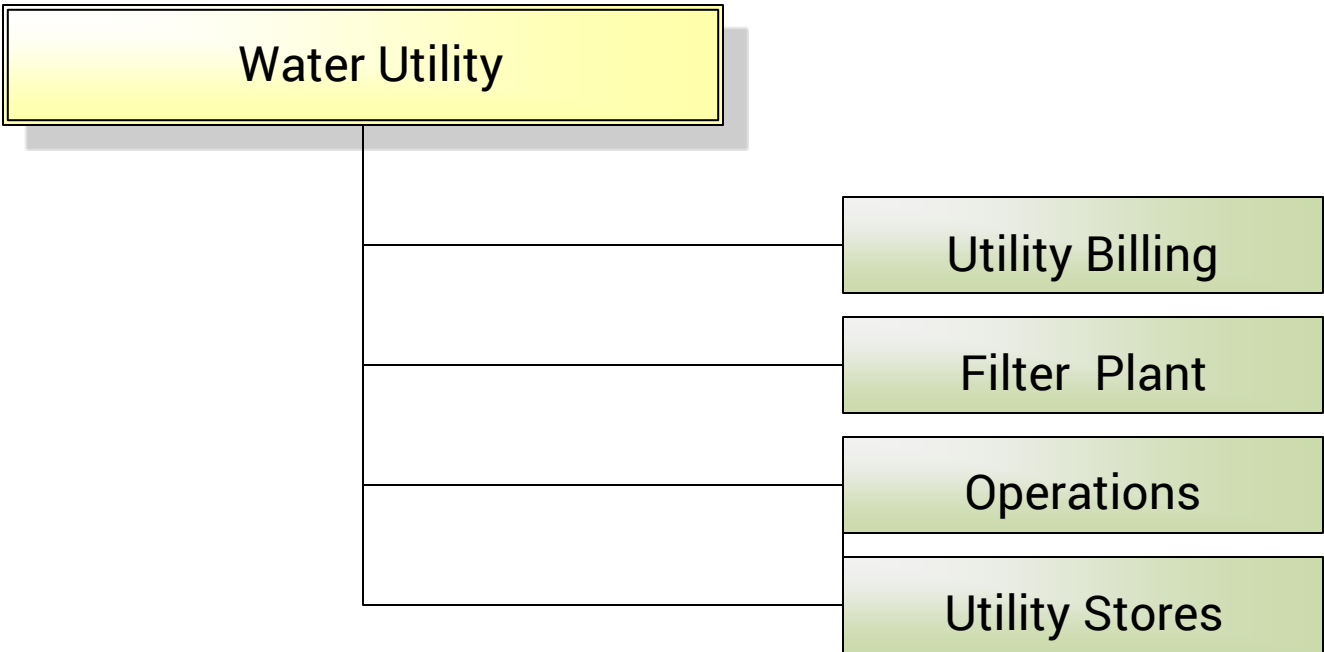 Water Utility
Utility Billing
Filter Plant
Operations
Utility Stores